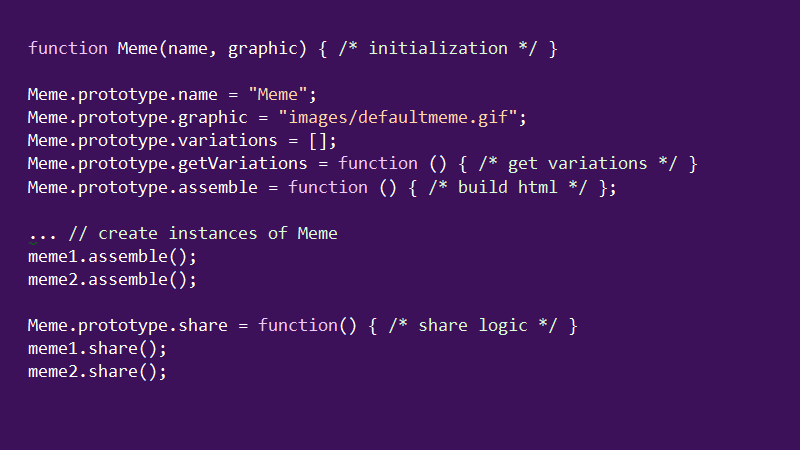 function Meme(name, graphic) { /* initialization */ }
Meme.prototype.name = "Meme";
Meme.prototype.graphic = "images/defaultmeme.gif";
Meme.prototype.variations = [];
Meme.prototype.getVariations = function () { /* get variations */ }
Meme.prototype.assemble = function () { /* build html */ };
... // create instances of Meme
meme1.assemble();
meme2.assemble();
Meme.prototype.share = function() { /* share logic */ }
meme1.share();
meme2.share();